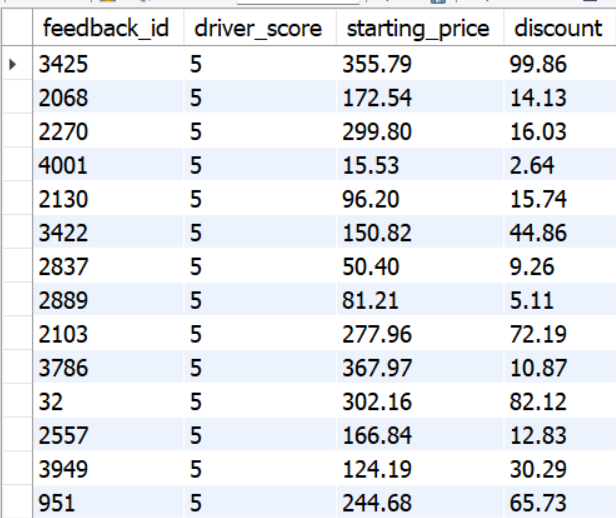 feedback_id driver_score starting_price discount
3425 5 355.79 99.86
2068 5 172.54 14.13
2270 5 299.80 16.03
4001 5 15.53 2.64
2130 5 96.20 15.74
3422 5 150.82 44.86
2837 5 50.40 9.26
2889 5 81.21 5.11
2103 5 277.96 72.19
3786 5 367.97 10.87
32 5 302.16 82.12
2557 5 166.84 12.83
3949 5 124.19 30.29
951 5 244.68 65.73